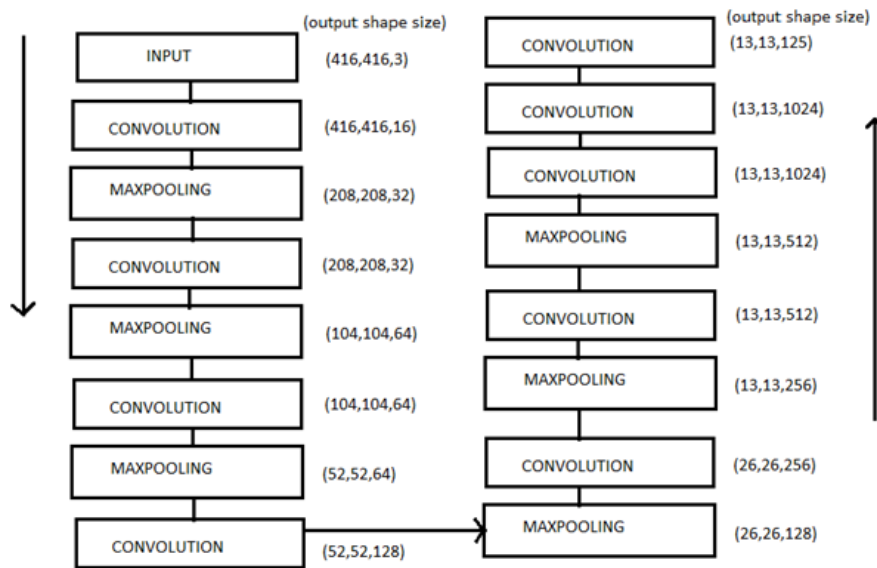 (output shape size)
INPUT
(416,416,3)
CONVOLUTION
(416,416,16)
MAXPOOLING
(208,208,32)
CONVOLUTION
(208,208,32)
MAXPOOLING
(104,104,64)
CONVOLUTION
(104,104,64)
MAXPOOLING
(52,52,64)
CONVOLUTION
(52,52,128)
(output shape size)
CONVOLUTION
(13,13,125)
CONVOLUTION
(13,13,1024)
CONVOLUTION
(13,13,1024)
MAXPOOLING
(13,13,512)
CONVOLUTION
(13,13,512)
MAXPOOLING
(13,13,256)
CONVOLUTION
(26,26,256)
MAXPOOLING
(26,26,128)